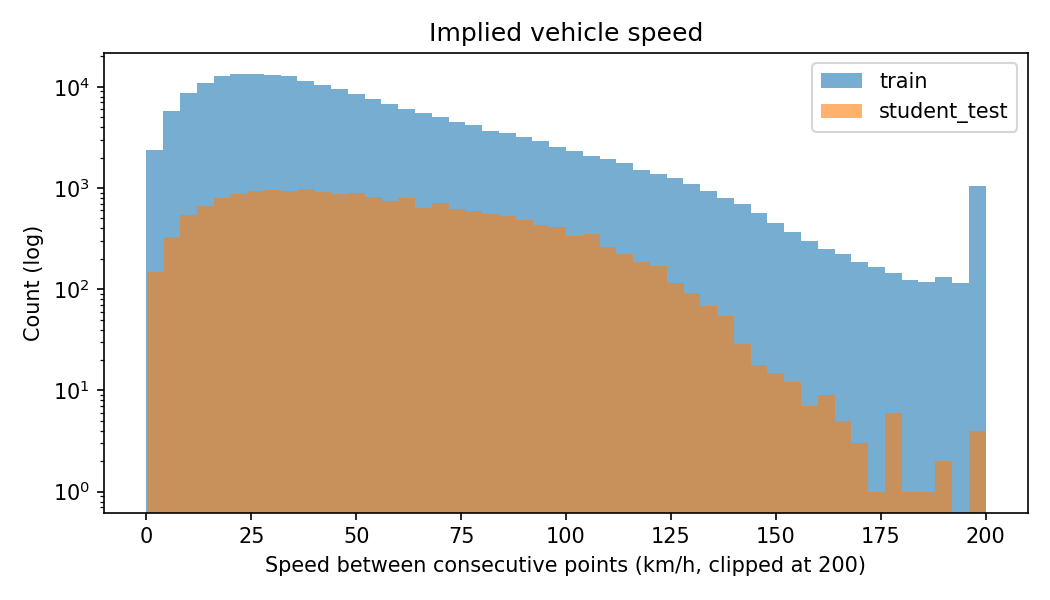 Implied vehicle speed
train
student_test
Count (log)
10⁴
10³
10²
10¹
10⁰
0 25 50 75 100 125 150 175 200
Speed between consecutive points (km/h, clipped at 200)